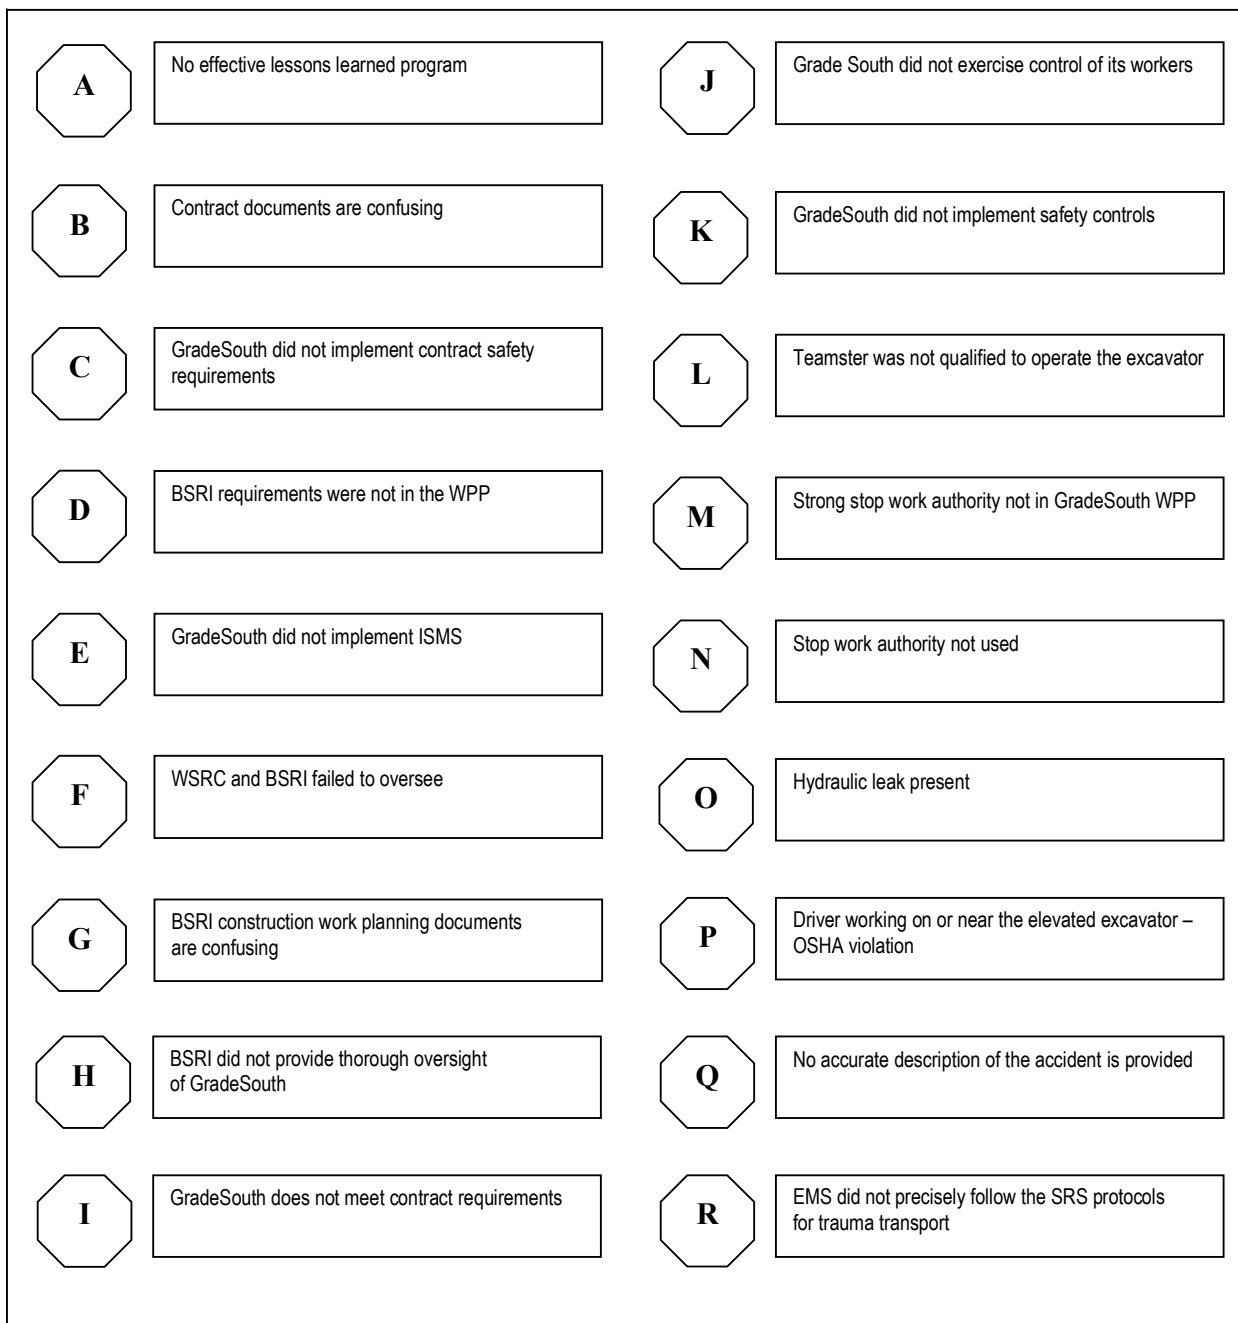 A
No effective lessons learned program
B
Contract documents are confusing
C
GradeSouth did not implement contract safety
requirements
D
BSRI requirements were not in the WPP
E
GradeSouth did not implement ISMS
F
WSRC and BSRI failed to oversee
G
BSRI construction work planning documents
are confusing
H
BSRI did not provide thorough oversight
of GradeSouth
I
GradeSouth does not meet contract requirements
J
Grade South did not exercise control of its workers
K
GradeSouth did not implement safety controls
L
Teamster was not qualified to operate the excavator
M
Strong stop work authority not in GradeSouth WPP
N
Stop work authority not used
O
Hydraulic leak present
P
Driver working on or near the elevated excavator –
OSHA violation
Q
No accurate description of the accident is provided
R
EMS did not precisely follow the SRS protocols
for trauma transport